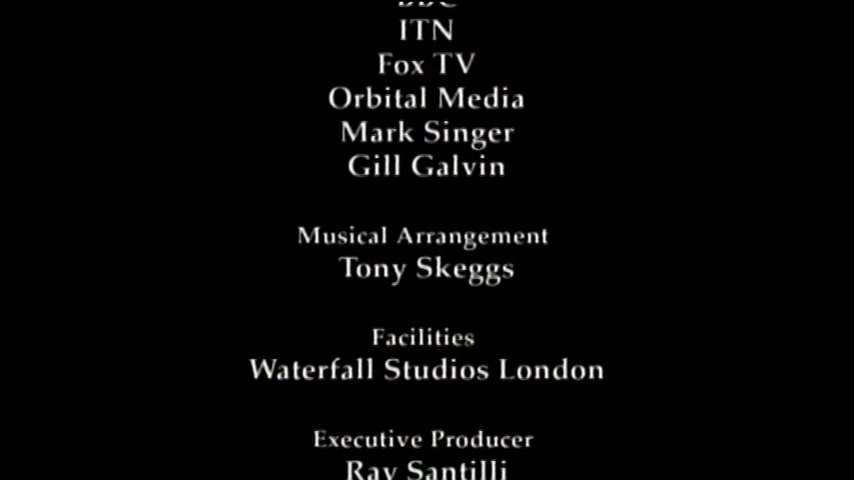 BBC
ITN
Fox TV
Orbital Media
Mark Singer
Gill Galvin
Musical Arrangement
Tony Skeggs
Facilities
Waterfall Studios London
Executive Producer
Ray Santilli